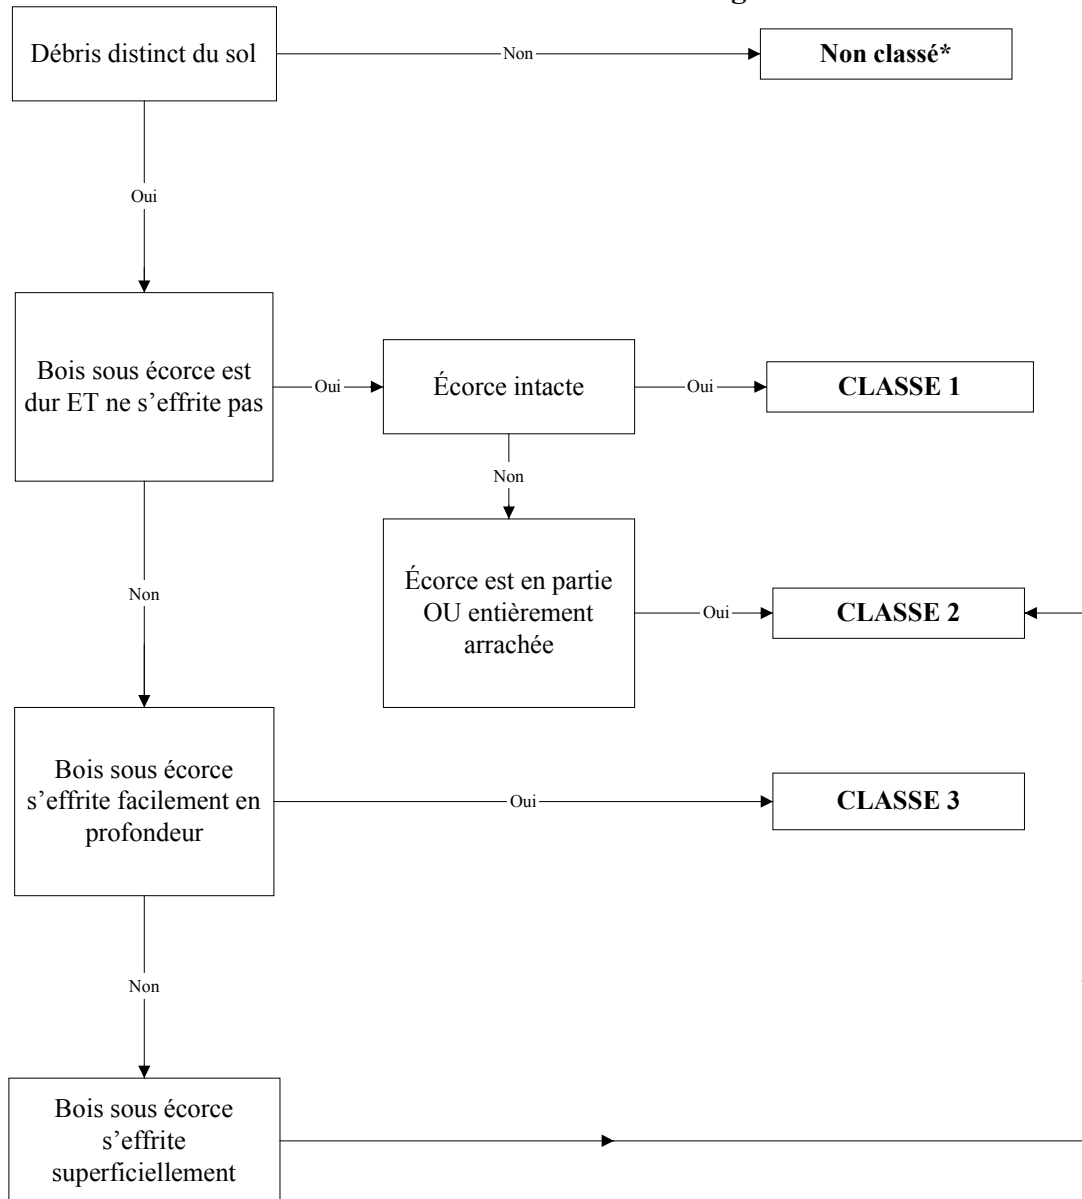 Débris distinct du sol
Non
Non classé*
Oui
Bois sous écorce est
dur ET ne s’effrite pas
Oui
Écorce intacte
Oui
CLASSE 1
Non
Non
Écorce est en partie
OU entièrement
arrachée
Oui
CLASSE 2
Bois sous écorce
s’effrite facilement en
profondeur
Oui
CLASSE 3
Non
Bois sous écorce
s’effrite
superficiellement